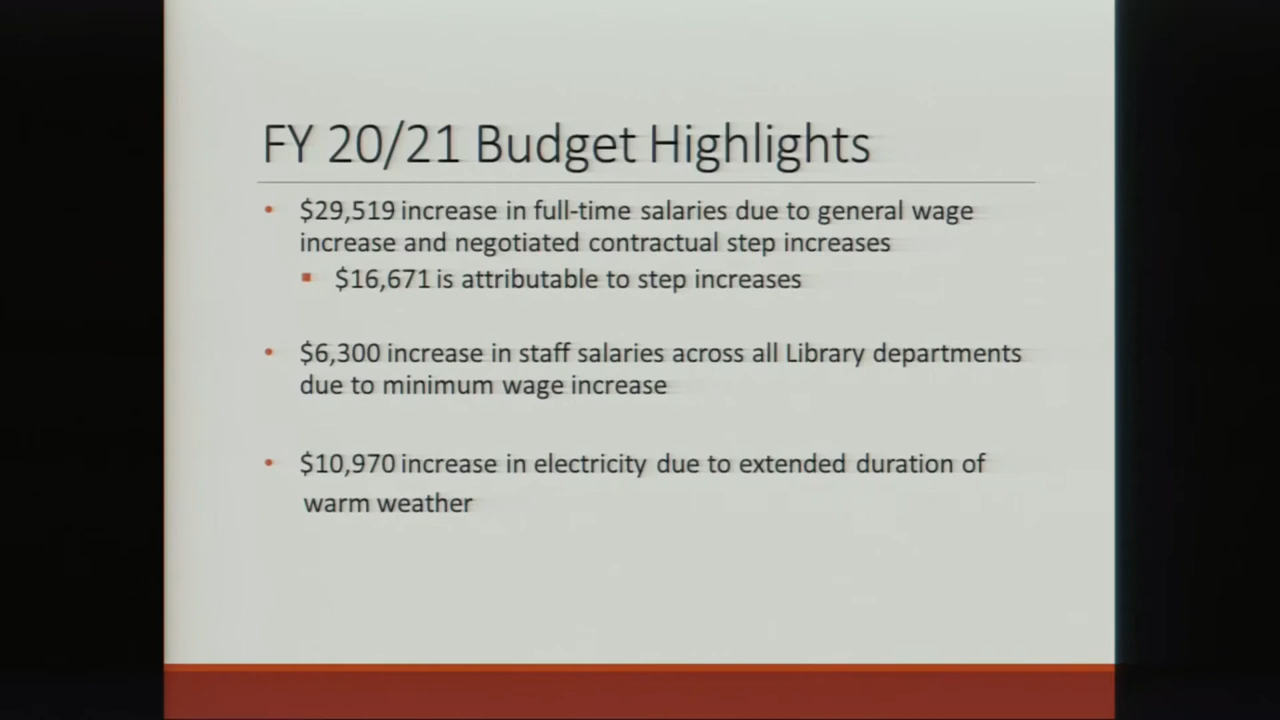 FY 20/21 Budget Highlights
• $29,519 increase in full-time salaries due to general wage
increase and negotiated contractual step increases
▪ $16,671 is attributable to step increases
• $6,300 increase in staff salaries across all Library departments
due to minimum wage increase
• $10,970 increase in electricity due to extended duration of
warm weather